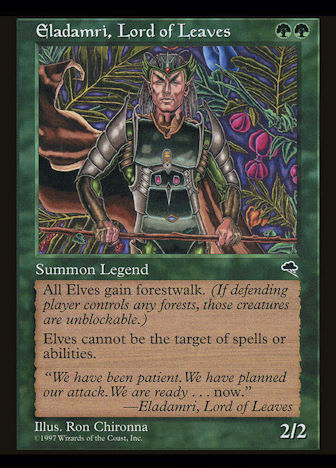 Eladamri, Lord of Leaves
Summon Legend
All Elves gain forestwalk. (If defending
player controls any forests, those creatures
are unblockable.)
Elves cannot be the target of spells or
abilities.
“We have been patient. We have planned
our attack. We are ready . . . now.”
—Eladamri, Lord of Leaves
Illus. Ron Chironna
©1997 Wizards of the Coast, Inc.
2/2